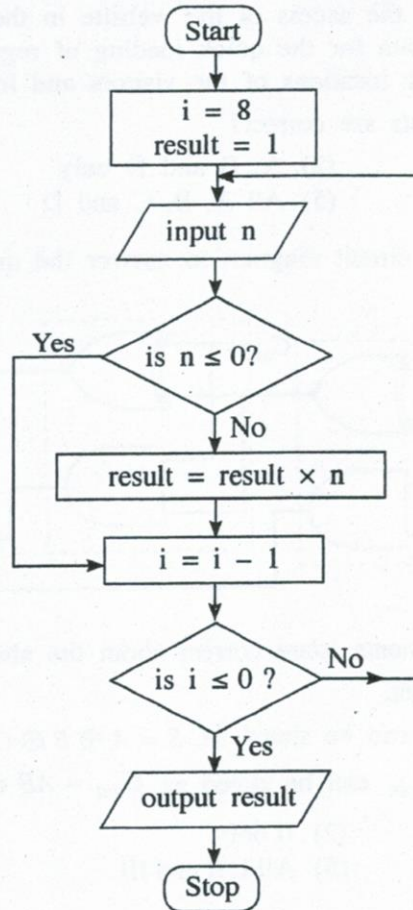 Start
i = 8
result = 1
input n
is n ≤ 0?
Yes
No
result = result × n
i = i − 1
is i ≤ 0 ?
No
Yes
output result
Stop